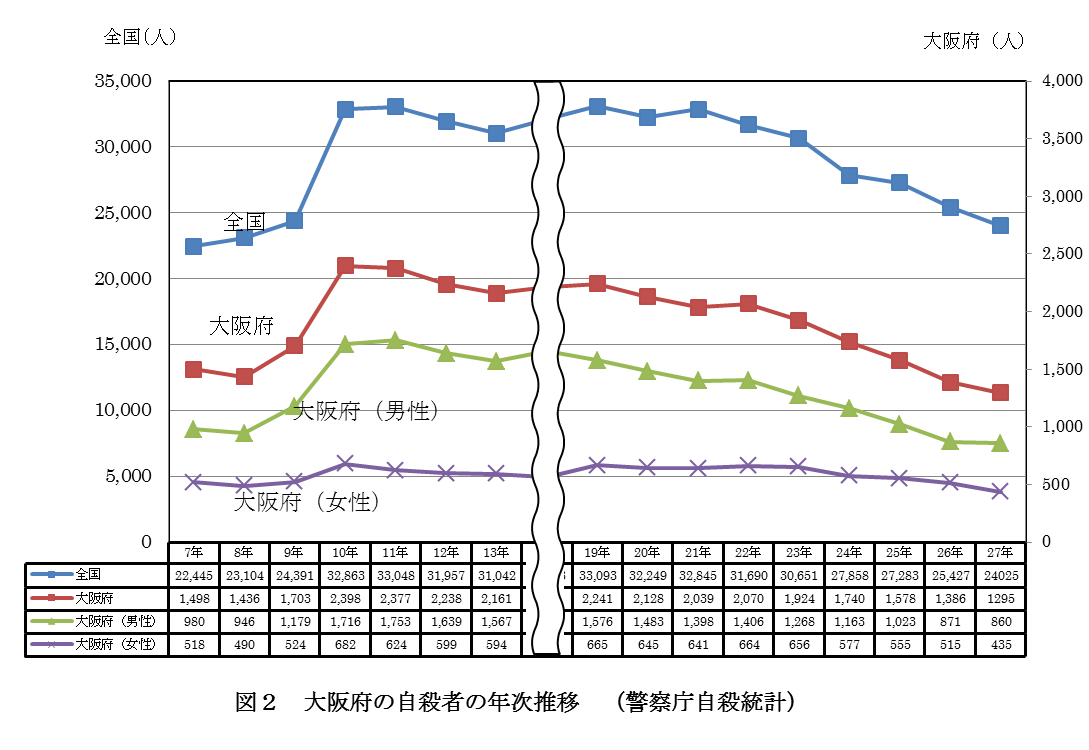 全国(人)
大阪府（人）
35,000
30,000
25,000
20,000
15,000
10,000
5,000
0
4,000
3,500
3,000
2,500
2,000
1,500
1,000
500
0
全国
大阪府
大阪府（男性）
大阪府（女性）
7年 8年 9年 10年 11年 12年 13年 19年 20年 21年 22年 23年 24年 25年 26年 27年
全国 22,445 23,104 24,391 32,863 33,048 31,957 31,042 33,093 32,249 32,845 31,690 30,651 27,858 27,283 25,427 24025
大阪府 1,498 1,436 1,703 2,398 2,377 2,238 2,161 2,241 2,128 2,039 2,070 1,924 1,740 1,578 1,386 1295
大阪府（男性） 980 946 1,179 1,716 1,753 1,639 1,567 1,576 1,483 1,398 1,406 1,268 1,163 1,023 871 860
大阪府（女性） 518 490 524 682 624 599 594 665 645 641 664 656 577 555 515 435
図２　大阪府の自殺者の年次推移　（警察庁自殺統計）